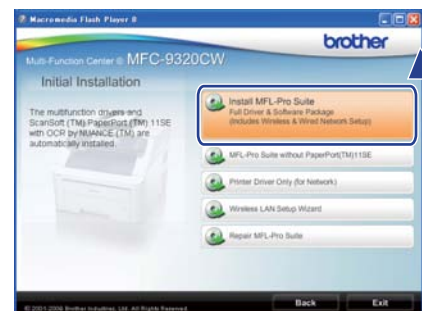 Macromedia Flash Player 8
brother
Multi-Function Center ® MFC-9320CW
Initial Installation
The multifunction drivers and
ScanSoft (TM) PaperPort (TM) 11SE
with OCR by NUANCE (TM) are
automatically installed.
Install MFL-Pro Suite
Full Driver & Software Package
(Includes Wireless & Wired Network Setup)
MFL-Pro Suite without PaperPort(TM)11SE
Printer Driver Only (for Network)
Wireless LAN Setup Wizard
Repair MFL-Pro Suite
© 2001-2008 Brother Industries, Ltd. All Rights Reserved.
Back
Exit